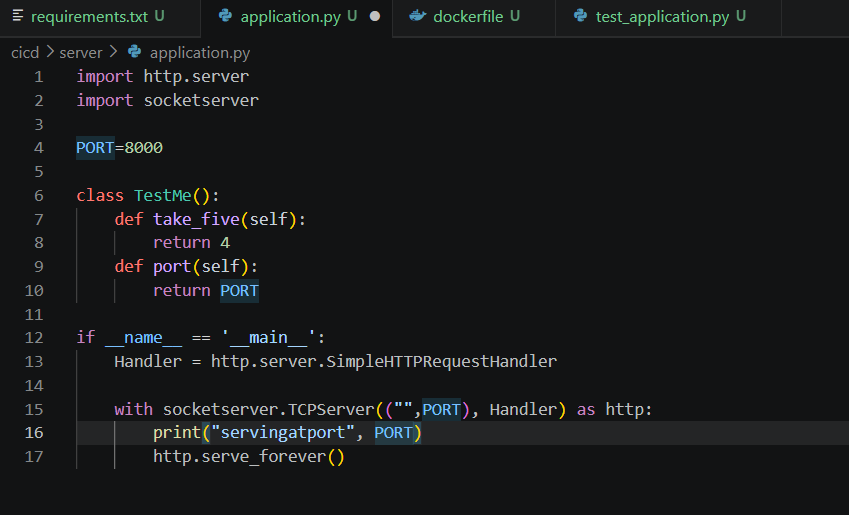 requirements.txt U application.py U dockerfile U test_application.py U
cicd > server > application.py
1 import http.server
2 import socketserver
3
4 PORT=8000
5
6 class TestMe():
7     def take_five(self):
8         return 4
9     def port(self):
10         return PORT
11
12 if __name__ == '__main__':
13     Handler = http.server.SimpleHTTPRequestHandler
14
15     with socketserver.TCPServer(("",PORT), Handler) as http:
16         print("servingatport", PORT)
17         http.serve_forever()